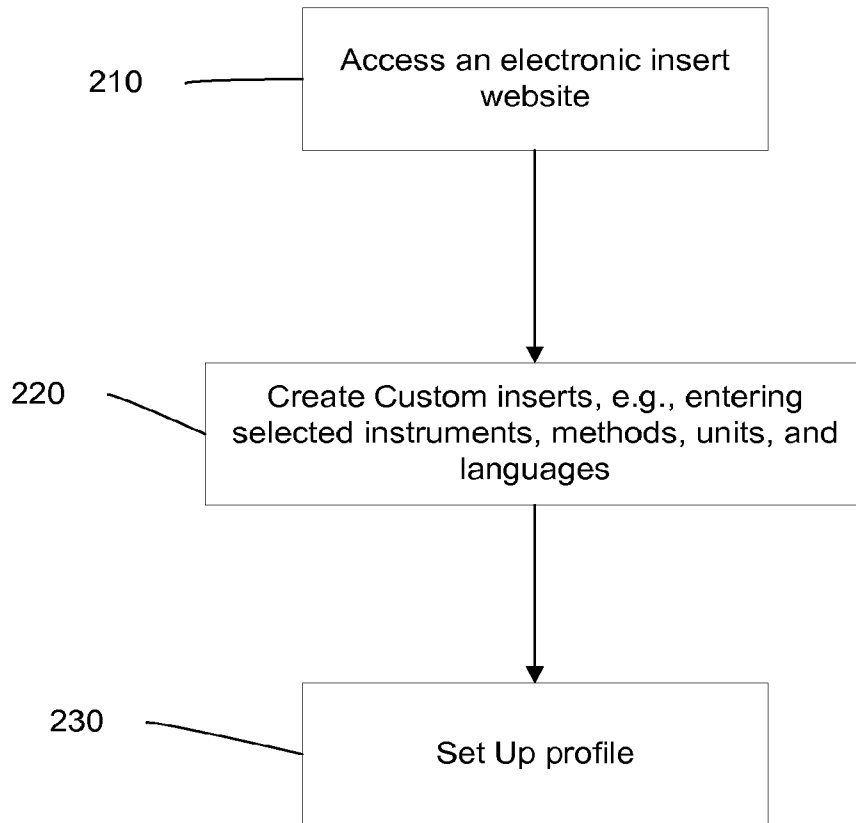 210
Access an electronic insert
website
220
Create Custom inserts, e.g., entering
selected instruments, methods, units, and
languages
230
Set Up profile